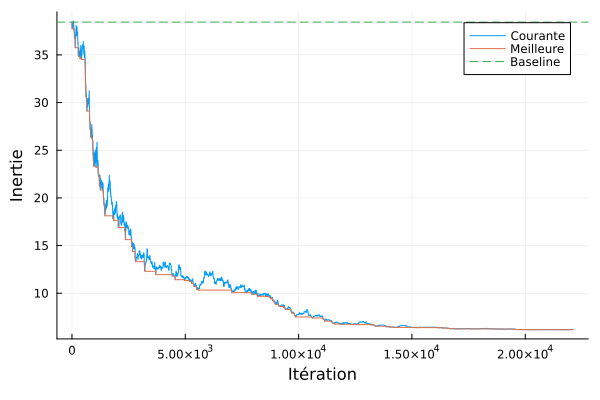 Courante
Meilleure
Baseline
35
30
25
20
15
10
Inertie
0
5.00×10³
1.00×10⁴
1.50×10⁴
2.00×10⁴
Itération